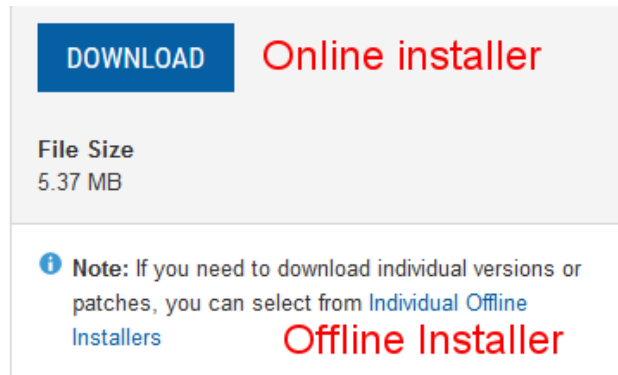 DOWNLOAD Online installer
File Size
5.37 MB
Note: If you need to download individual versions or
patches, you can select from Individual Offline
Installers Offline Installer